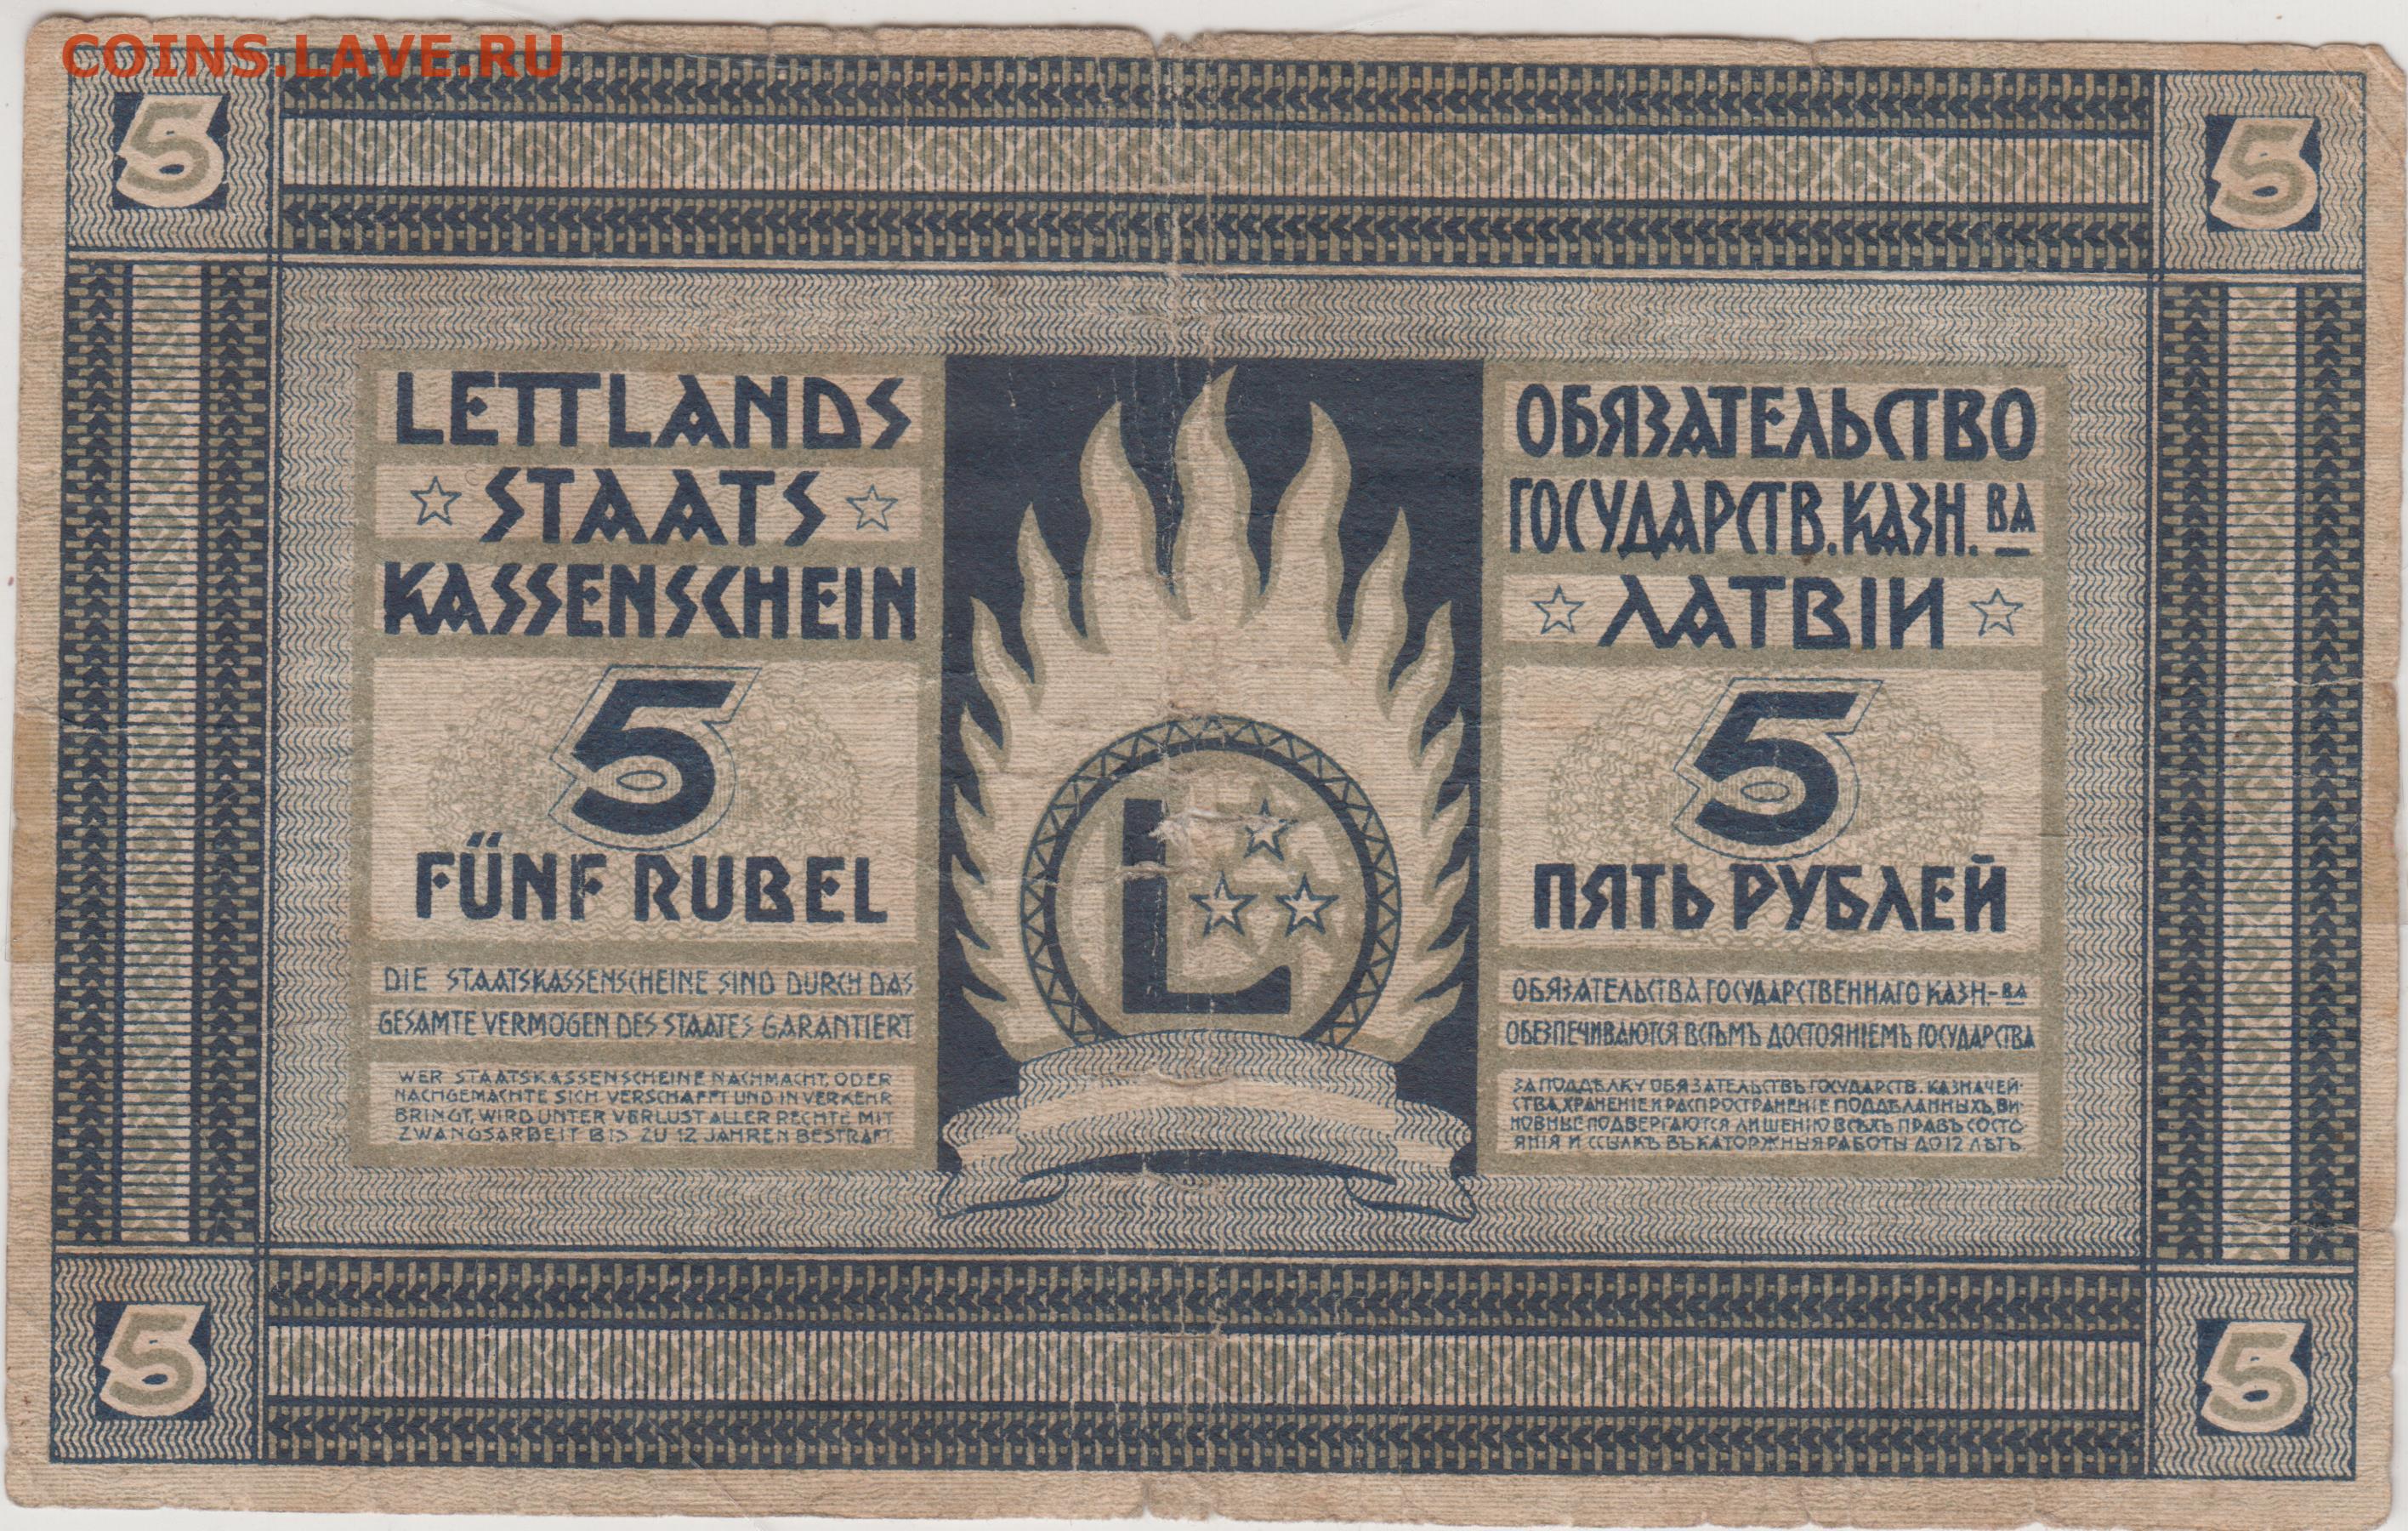 COINS.LAVE.RU
5
5
LETTLANDS
STAATS
KASSENSCHEIN
5
FÜNF RUBEL
DIE STAATSKASSENSCHEINE SIND DURCH DAS
GESAMTE VERMÖGEN DES STAATES GARANTIERT
WER STAATSKASSENSCHEINE NACHMACHT, ODER
NACHGEMACHTE SICH VERSCHAFFT UND IN VERKEHR
BRINGT, WIRD UNTER VERLUST ALLER RECHTE MIT
ZWANGSARBEIT BIS ZU 12 JAHREN BESTRAFT
L
ОБЯЗАТЕЛЬСТВО
ГОСУДАРСТВ. КАЗН. ВА
ЛАТВІИ
5
ПЯТЬ РУБЛЕЙ
ОБЯЗАТЕЛЬСТВА ГОСУДАРСТВЕННАГО КАЗН-ВА
ОБЕЗПЕЧИВАЮТСЯ ВСѢМЪ ДОСТОЯНІЕМЪ ГОСУДАРСТВА
ЗА ПОДДѢЛКУ ОБЯЗАТЕЛЬСТВЪ ГОСУДАРСТВ. КАЗНАЧЕЙ-
СТВА, ХРАНЕНІЕ И РАСПРОСТРАНЕНІЕ ПОДДѢЛАННЫХЪ, ВИ-
НОВНЫЕ ПОДВЕРГАЮТСЯ ЛИШЕНІЮ ВСѢХЪ ПРАВЪ СОСТО-
ЯНІЯ И ССЫЛКѢ ВЪ КАТОРЖНЫЯ РАБОТЫ ДО 12 ЛѢТЪ
5
5